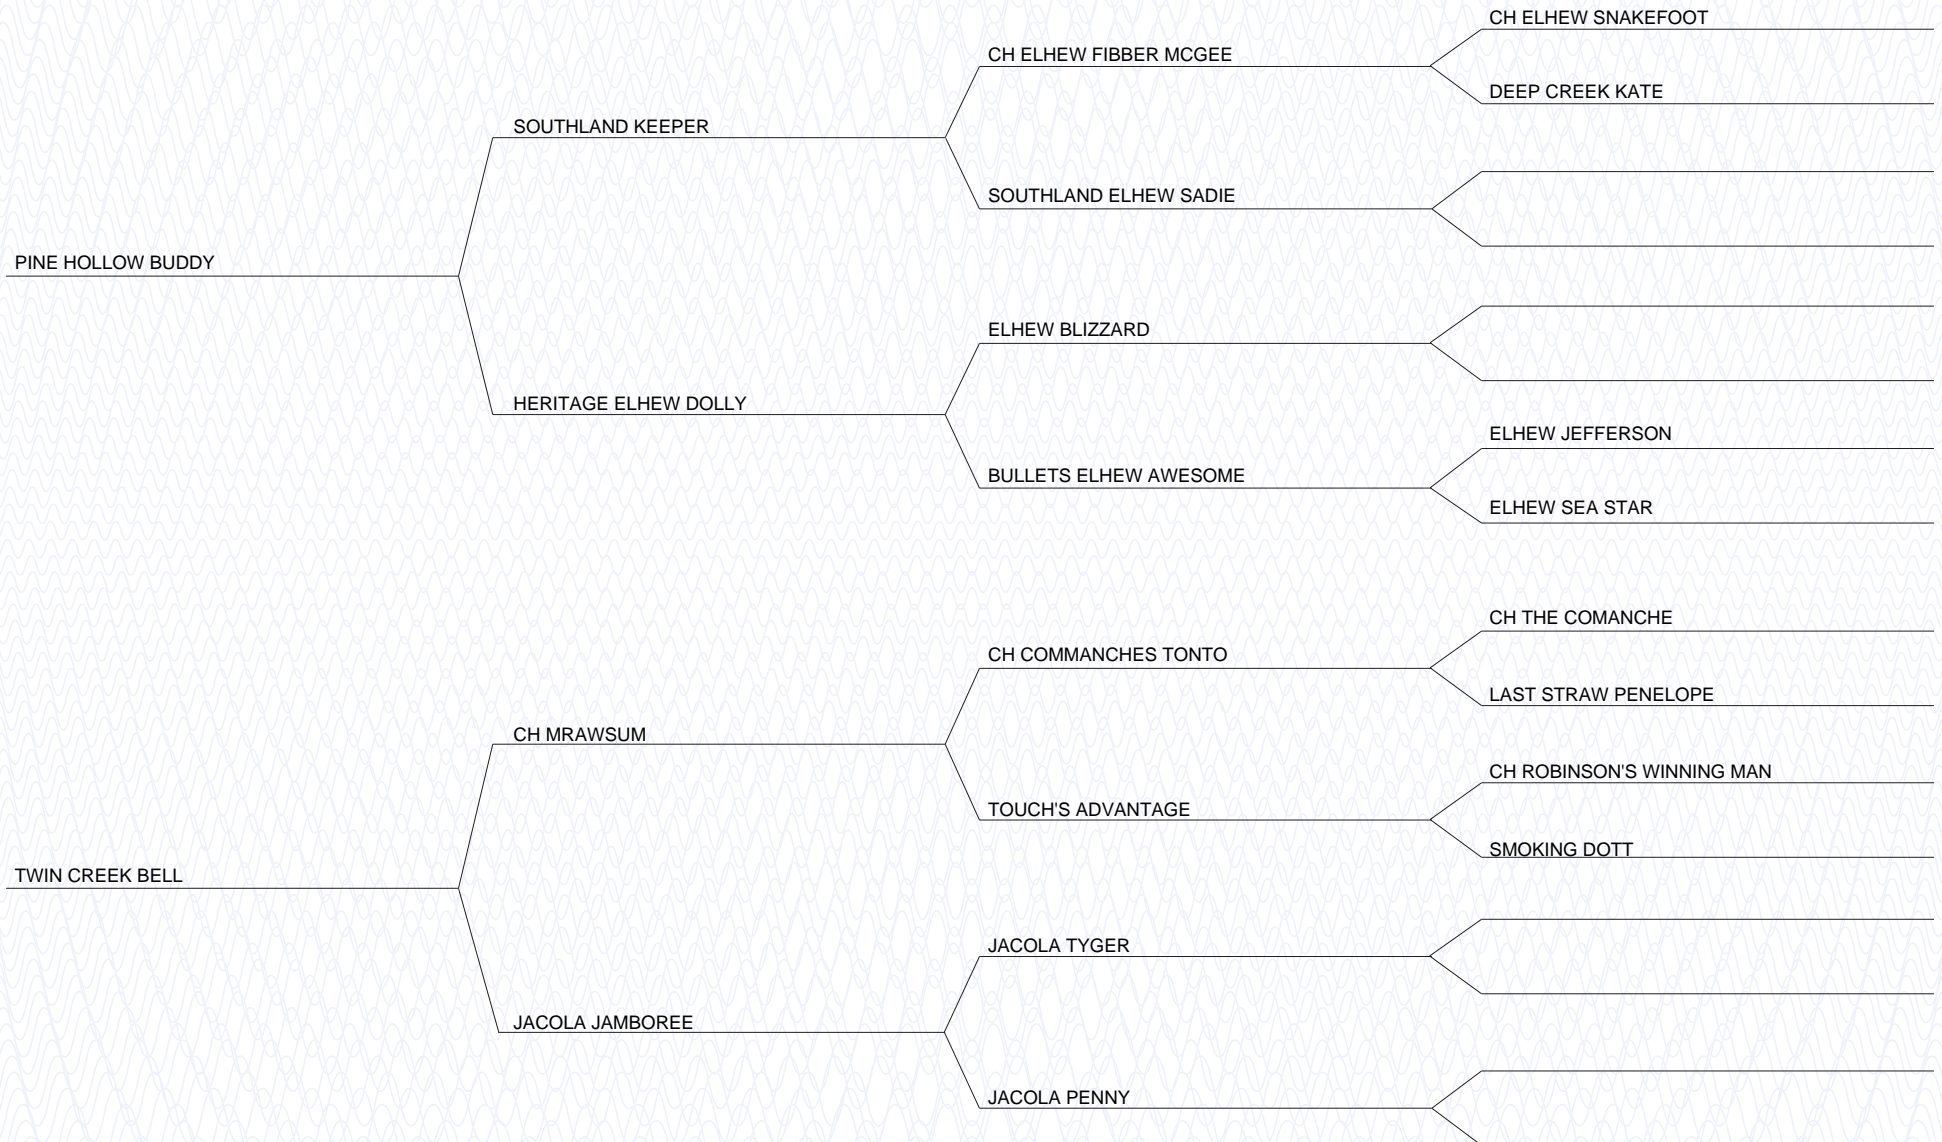 CH ELHEW SNAKEFOOT
CH ELHEW FIBBER MCGEE
DEEP CREEK KATE
SOUTHLAND KEEPER
SOUTHLAND ELHEW SADIE
PINE HOLLOW BUDDY
ELHEW BLIZZARD
HERITAGE ELHEW DOLLY
ELHEW JEFFERSON
BULLETS ELHEW AWESOME
ELHEW SEA STAR
CH THE COMANCHE
CH COMMANCHES TONTO
LAST STRAW PENELOPE
CH MRAWSUM
CH ROBINSON'S WINNING MAN
TOUCH'S ADVANTAGE
SMOKING DOTT
TWIN CREEK BELL
JACOLA TYGER
JACOLA JAMBOREE
JACOLA PENNY